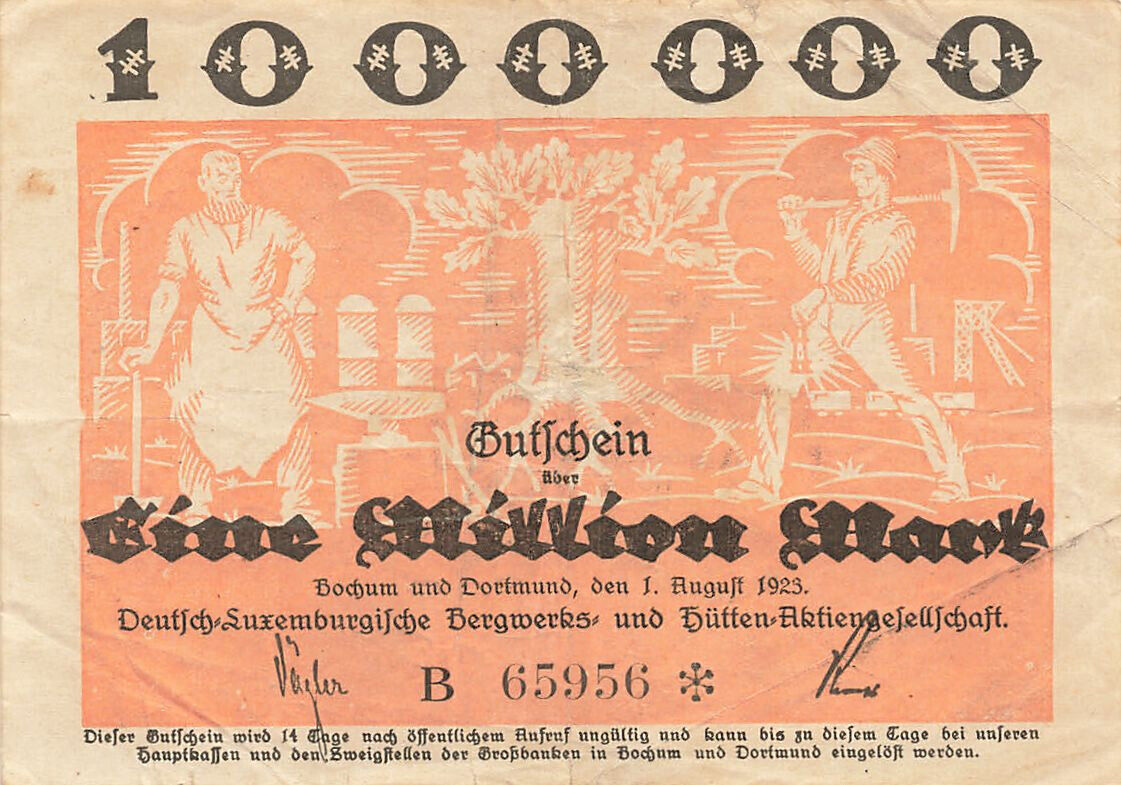 1000000
Gutschein
über
Eine Million Mark
Bochum und Dortmund, den 1. August 1923.
Deutsch-Luxemburgische Bergwerks- und Hütten-Aktiengesellschaft.
Vögler B 65956 *
Dieser Gutschein wird 14 Tage nach öffentlichem Aufruf ungültig und kann bis zu diesem Tage bei unseren
Hauptkassen und den Zweigstellen der Großbanken in Bochum und Dortmund eingelöst werden.